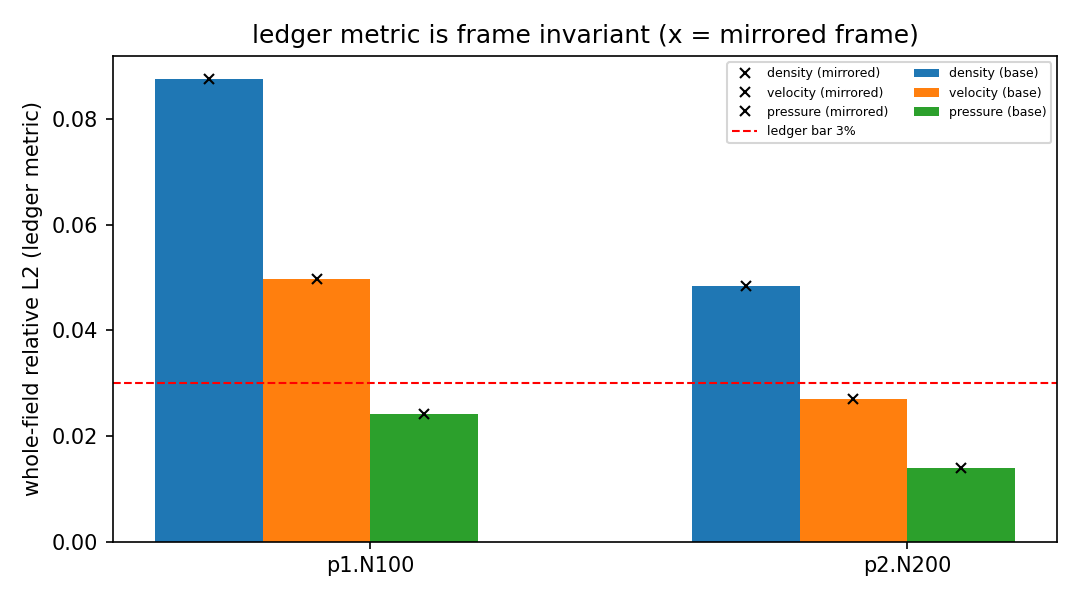 ledger metric is frame invariant (x = mirrored frame)
whole-field relative L2 (ledger metric)
0.08
0.06
0.04
0.02
0.00
density (mirrored)
velocity (mirrored)
pressure (mirrored)
ledger bar 3%
density (base)
velocity (base)
pressure (base)
p1.N100
p2.N200